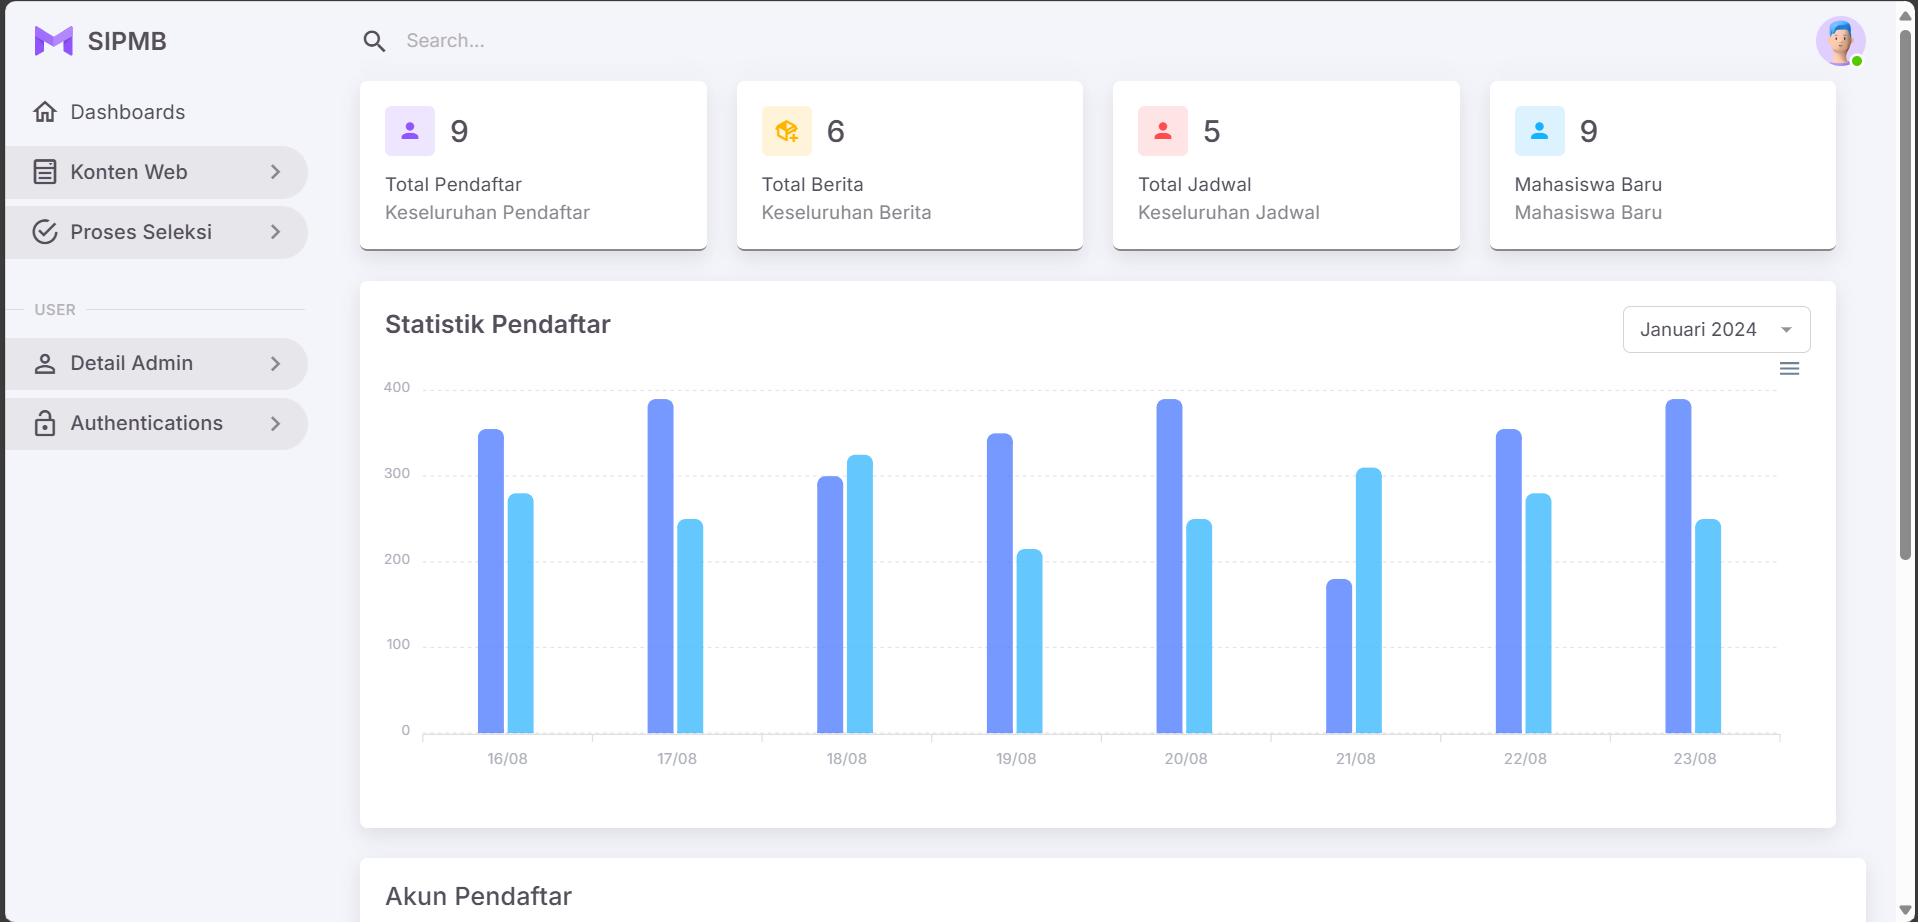 SIPMB
Search...
Dashboards
Konten Web
Proses Seleksi
USER
Detail Admin
Authentications
9
Total Pendaftar
Keseluruhan Pendaftar
6
Total Berita
Keseluruhan Berita
5
Total Jadwal
Keseluruhan Jadwal
9
Mahasiswa Baru
Mahasiswa Baru
Statistik Pendaftar
Januari 2024
400
300
200
100
0
16/08 17/08 18/08 19/08 20/08 21/08 22/08 23/08
Akun Pendaftar